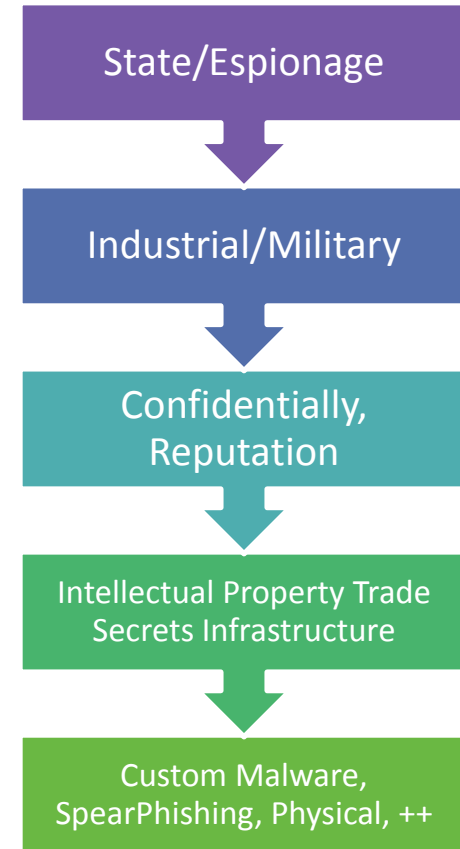 State/Espionage
Industrial/Military
Confidentially,
Reputation
Intellectual Property Trade
Secrets Infrastructure
Custom Malware,
SpearPhishing, Physical, ++